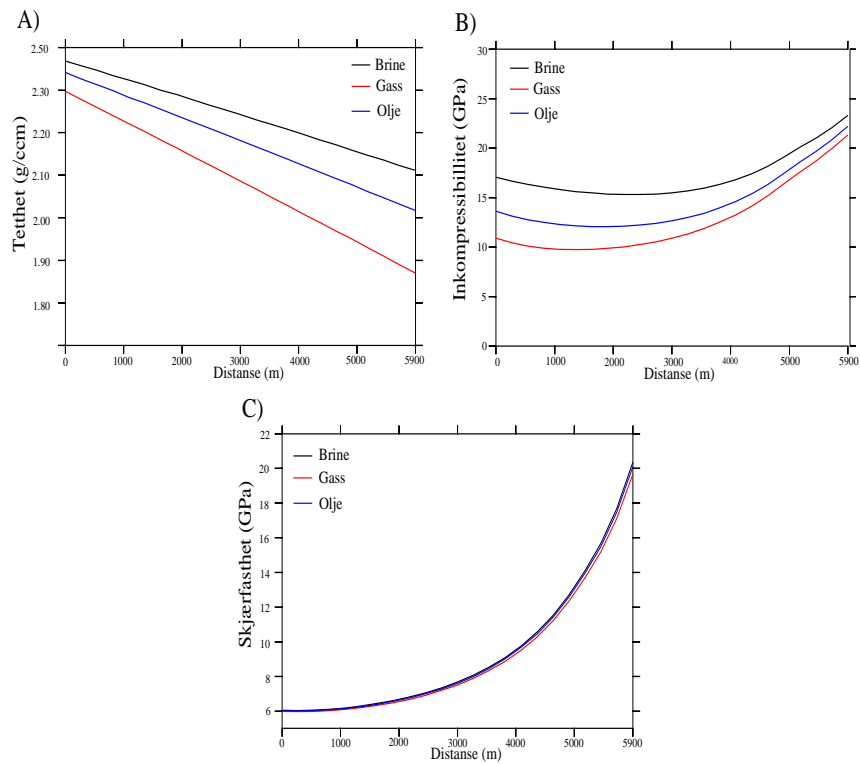 A)
2.50
2.30
2.20
2.10
2.00
1.90
1.80
Tetthet (g/ccm)
Brine
Gass
Olje
0
1000
2000
3000
4000
5000
5900
Distanse (m)
B)
30
25
20
15
10
5
0
Inkompressibillitet (GPa)
Brine
Gass
Olje
0
1000
2000
3000
4000
5000
5900
Distanse (m)
C)
22
20
18
16
14
12
10
8
6
Skjærfasthet (GPa)
Brine
Gass
Olje
0
1000
2000
3000
4000
5000
5900
Distanse (m)